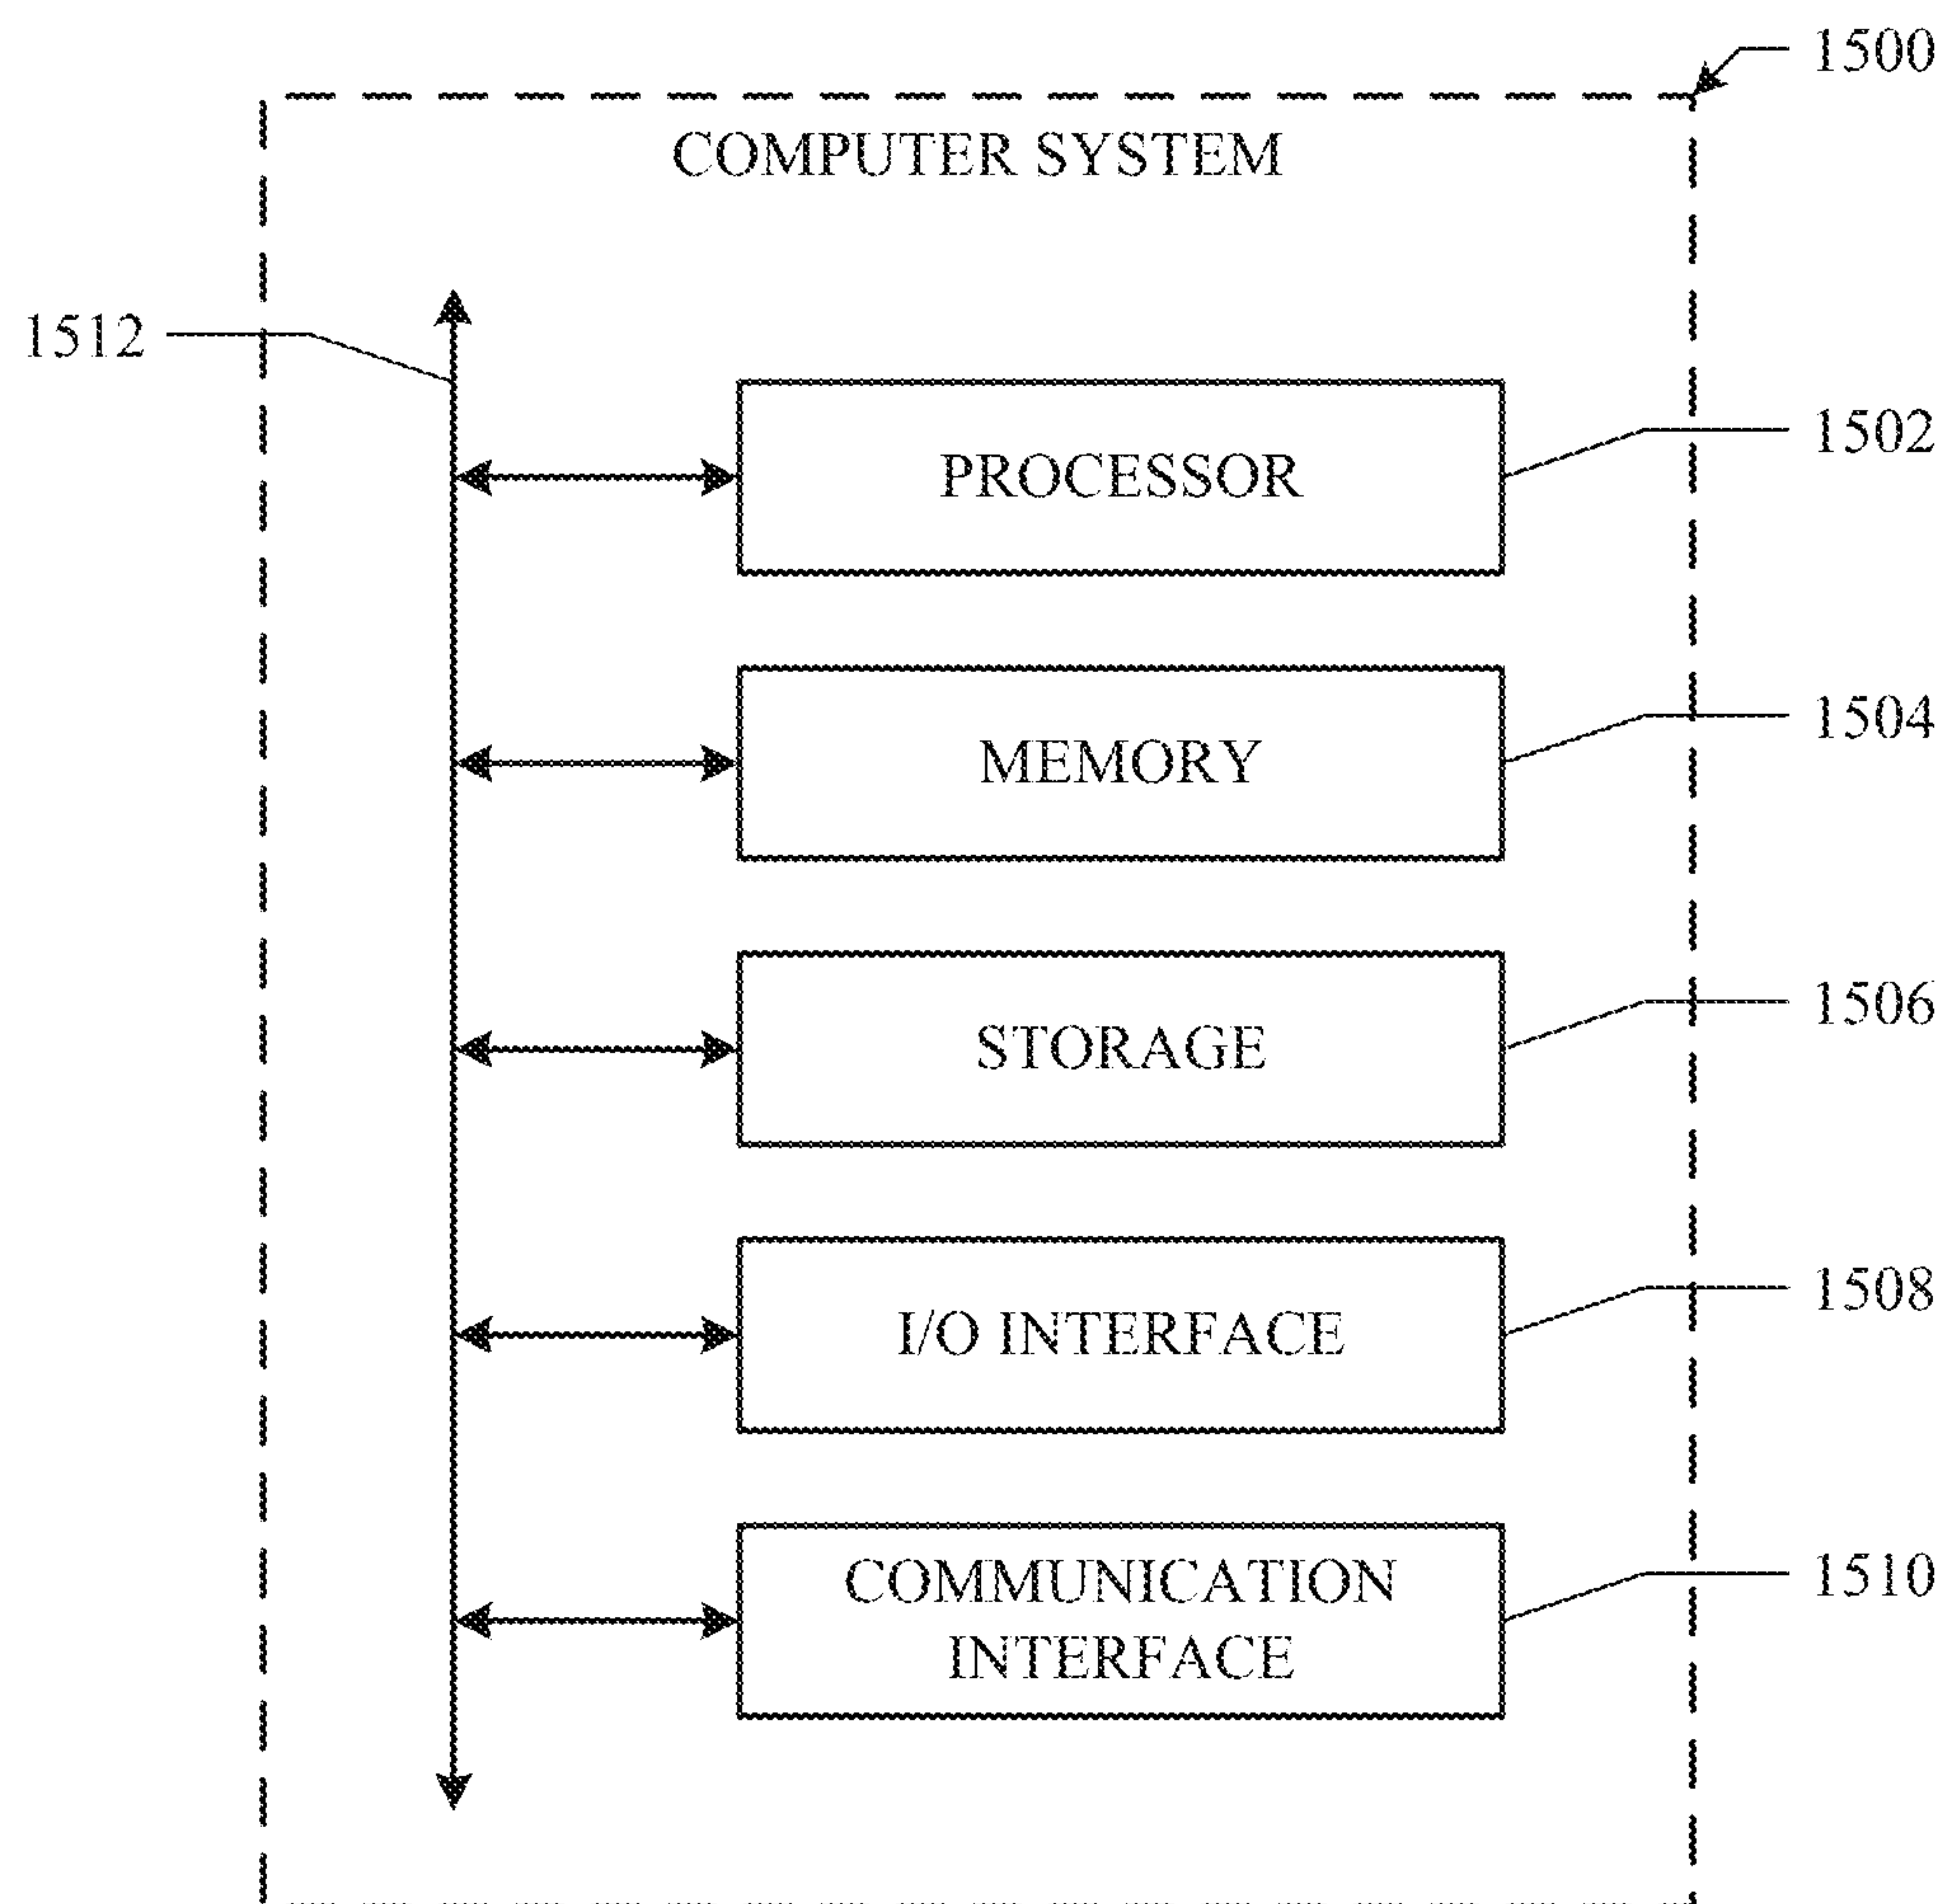 1500
COMPUTER SYSTEM
1512
PROCESSOR
1502
MEMORY
1504
STORAGE
1506
I/O INTERFACE
1508
COMMUNICATION
INTERFACE
1510